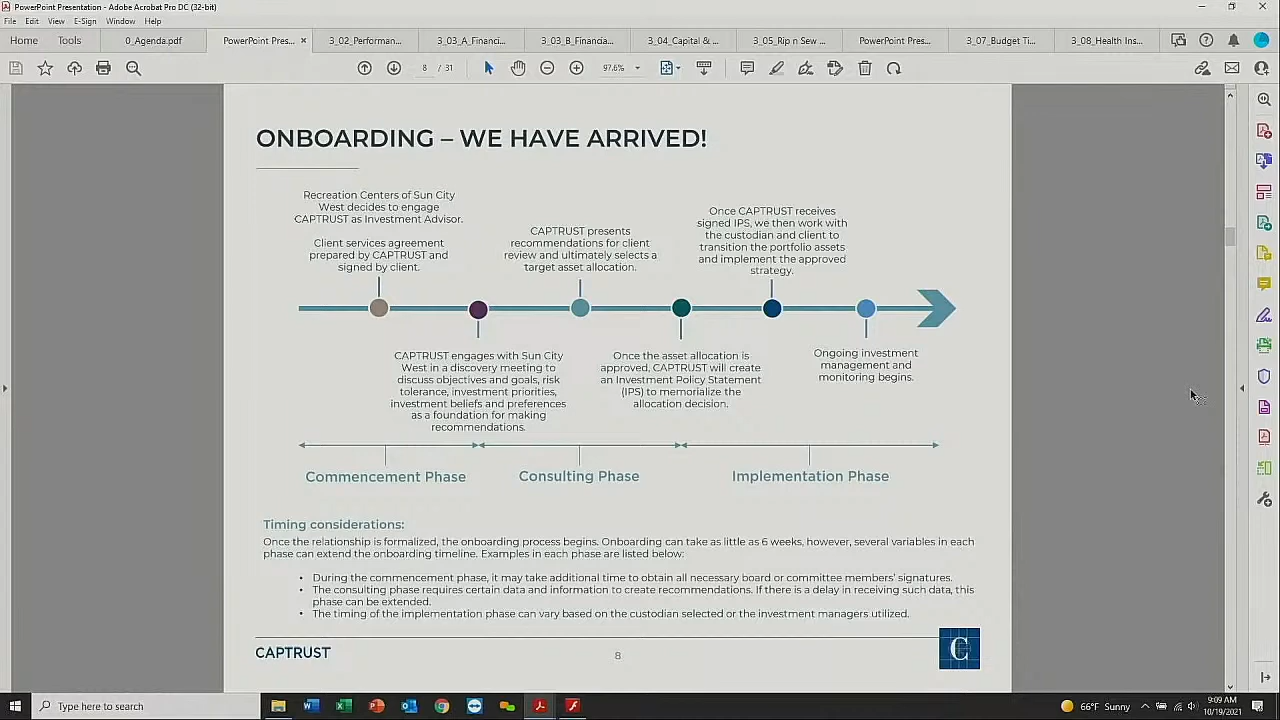 PowerPoint Presentation - Adobe Acrobat Pro DC (32-bit)
File Edit View E-Sign Window Help
Home Tools 0_Agenda.pdf PowerPoint Pres... × 3_02_Performan... 3_03_A_Financi... 3_03_B_Financia... 3_04_Capital & ... 3_05_Rip n Sew ... PowerPoint Pres... 3_07_Budget Ti... 3_08_Health Ins...
8 / 31 97.6%
ONBOARDING – WE HAVE ARRIVED!
Recreation Centers of Sun City
West decides to engage
CAPTRUST as Investment Advisor.
Client services agreement
prepared by CAPTRUST and
signed by client.
CAPTRUST presents
recommendations for client
review and ultimately selects a
target asset allocation.
Once CAPTRUST receives
signed IPS, we then work with
the custodian and client to
transition the portfolio assets
and implement the approved
strategy.
CAPTRUST engages with Sun City
West in a discovery meeting to
discuss objectives and goals, risk
tolerance, investment priorities,
investment beliefs and preferences
as a foundation for making
recommendations.
Once the asset allocation is
approved, CAPTRUST will create
an Investment Policy Statement
(IPS) to memorialize the
allocation decision.
Ongoing investment
management and
monitoring begins.
Commencement Phase Consulting Phase Implementation Phase
Timing considerations:
Once the relationship is formalized, the onboarding process begins. Onboarding can take as little as 6 weeks, however, several variables in each
phase can extend the onboarding timeline. Examples in each phase are listed below:
• During the commencement phase, it may take additional time to obtain all necessary board or committee members' signatures.
• The consulting phase requires certain data and information to create recommendations. If there is a delay in receiving such data, this
phase can be extended.
• The timing of the implementation phase can vary based on the custodian selected or the investment managers utilized.
CAPTRUST 8 C
Type here to search 66°F Sunny 9:09 AM
10/19/2021